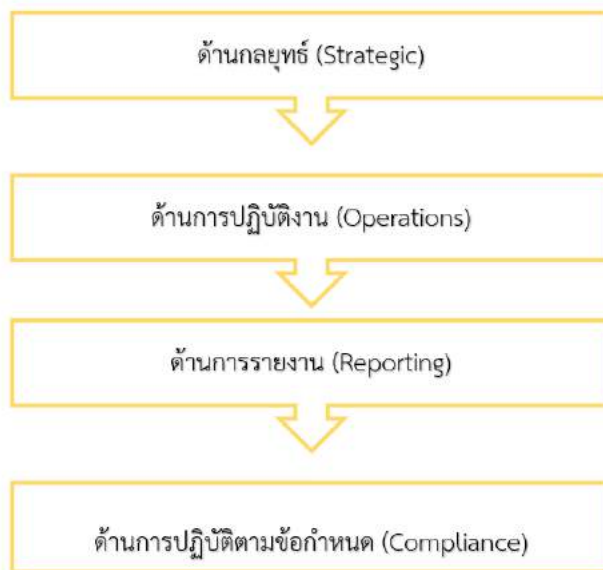 ด้านกลยุทธ์ (Strategic)
ด้านการปฏิบัติงาน (Operations)
ด้านการรายงาน (Reporting)
ด้านการปฏิบัติตามข้อกำหนด (Compliance)